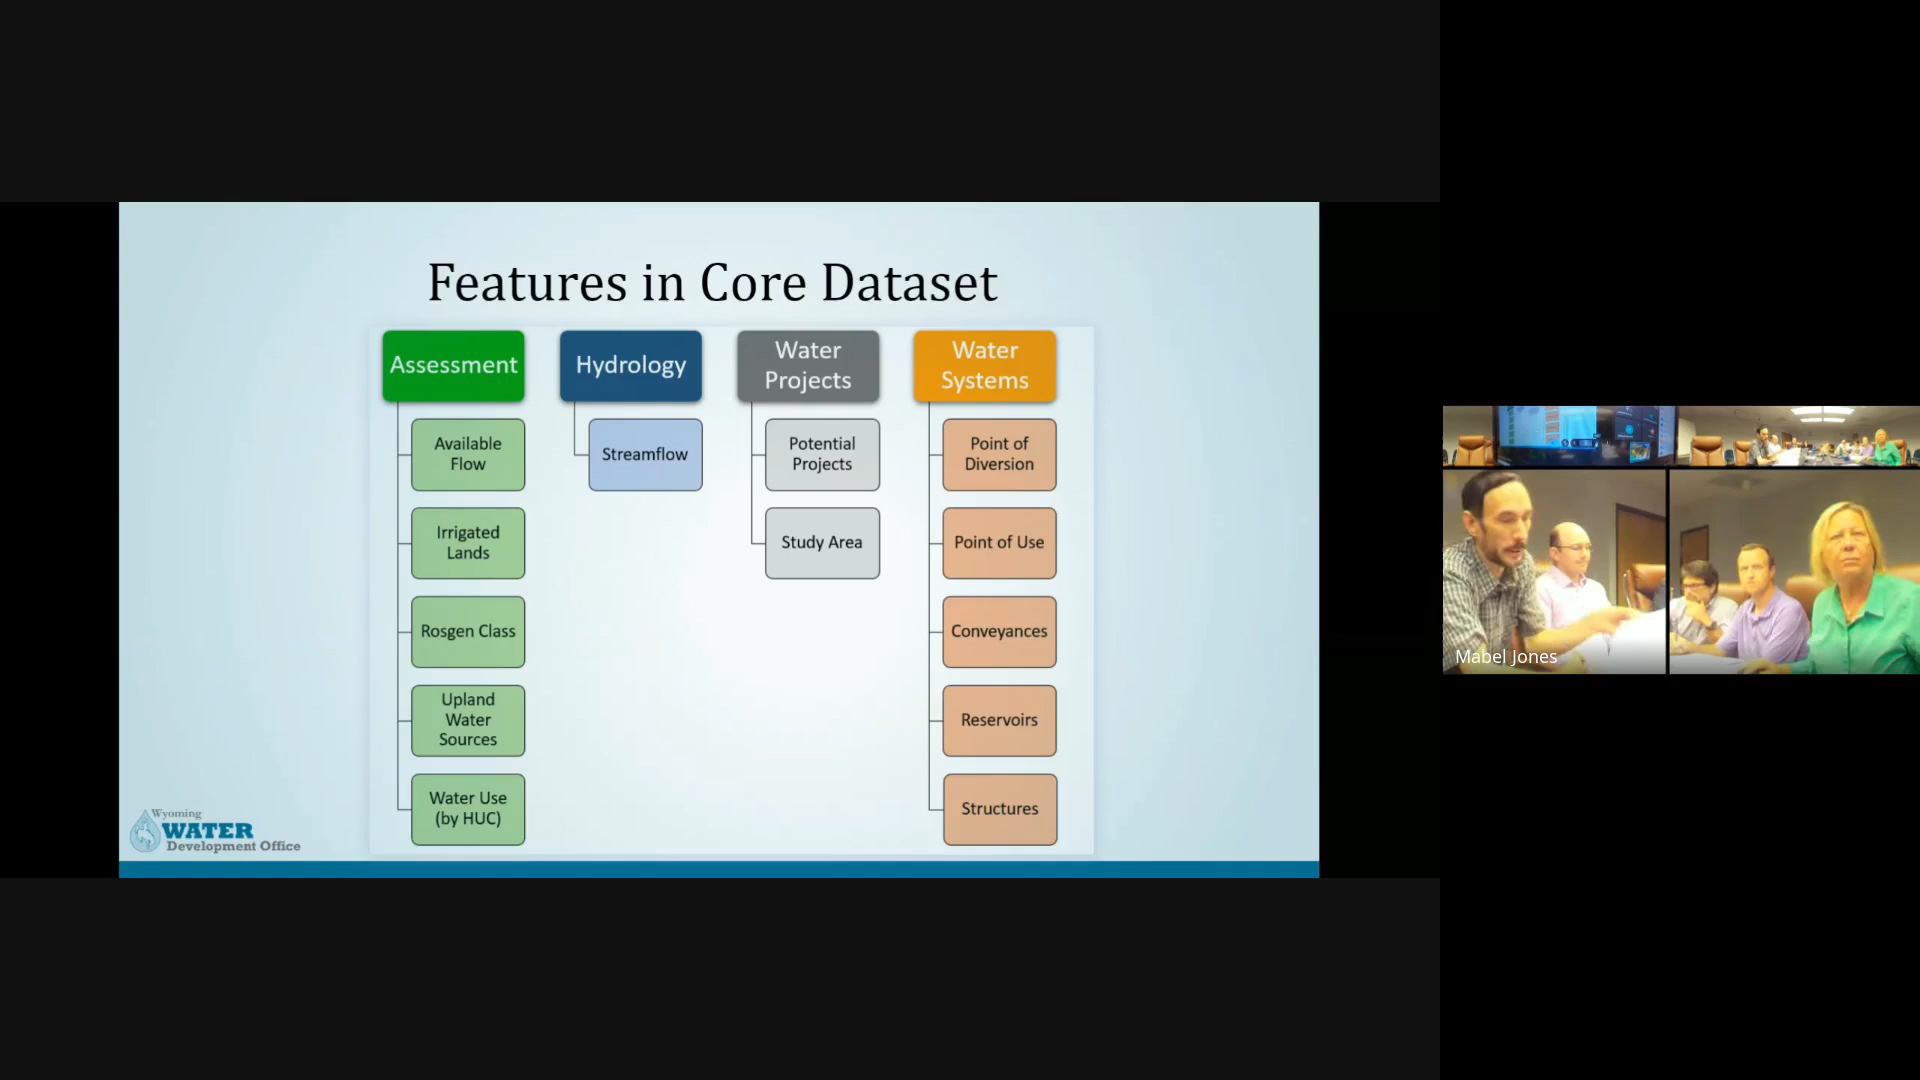 Features in Core Dataset
Assessment
Available
Flow
Irrigated
Lands
Rosgen Class
Upland
Water
Sources
Water Use
(by HUC)
Hydrology
Streamflow
Water
Projects
Potential
Projects
Study Area
Water
Systems
Point of
Diversion
Point of Use
Conveyances
Reservoirs
Structures
Wyoming
WATER
Development Office
Mabel Jones